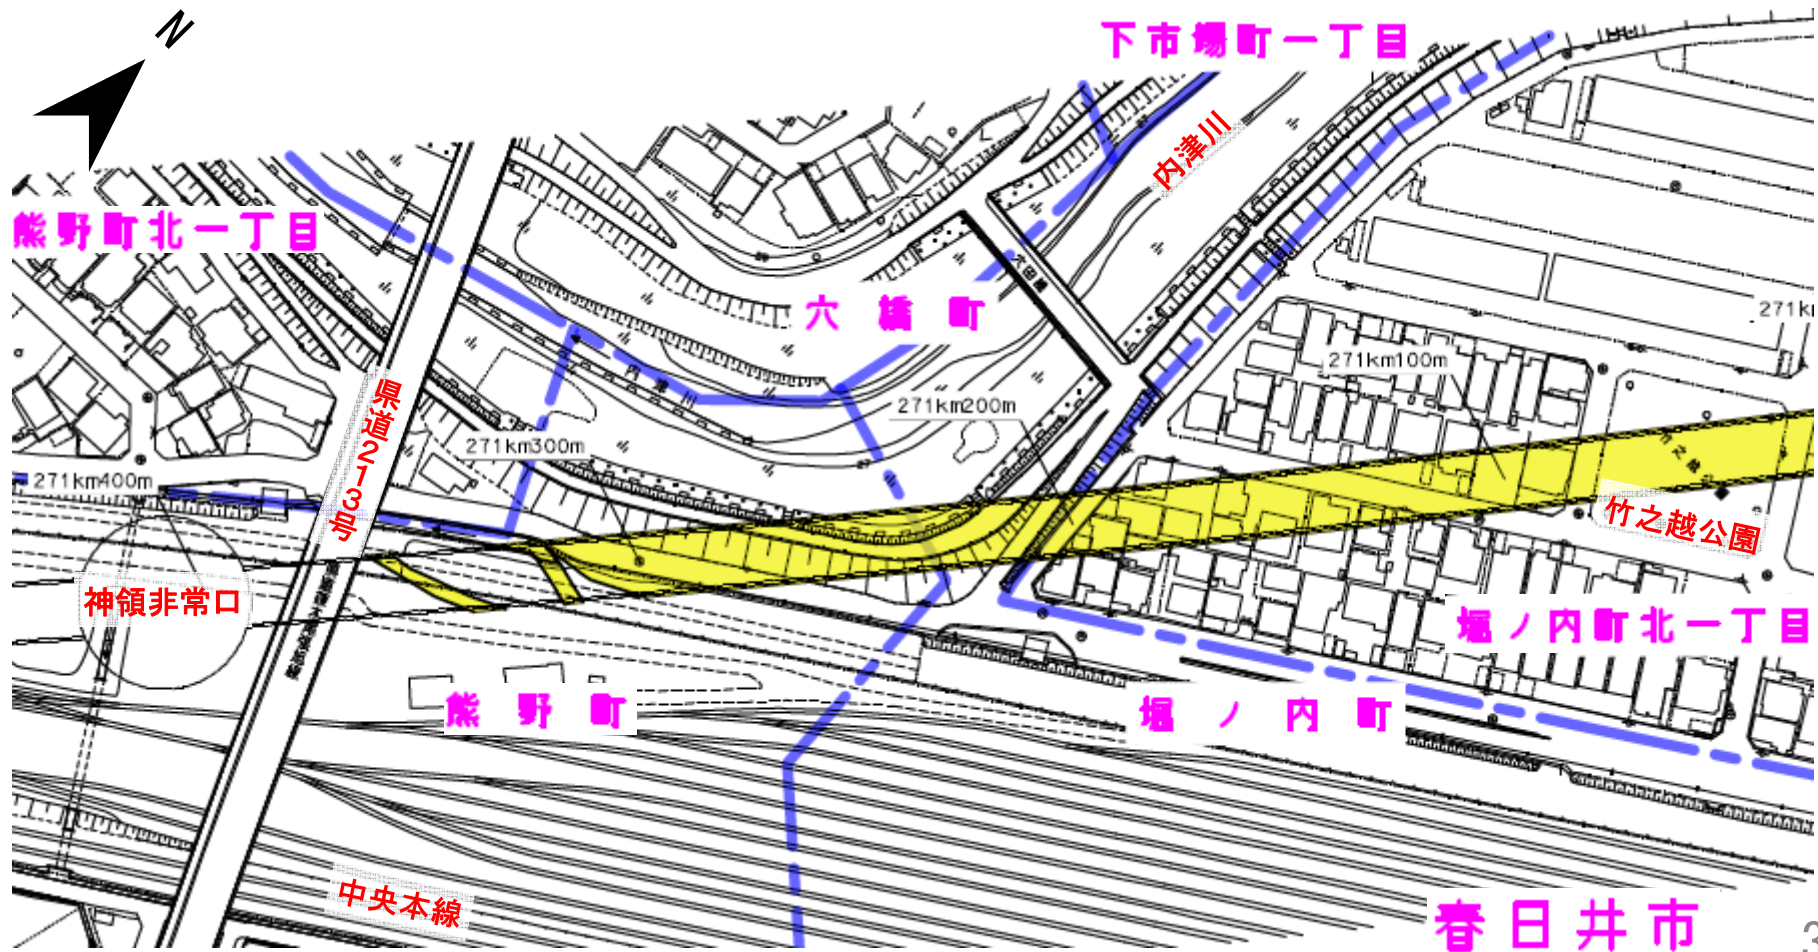 N
下市場町一丁目
内津川
熊野町北一丁目
穴橋町
271km100m
271km200m
県道213号
271km300m
271km400m
竹之越公園
神領非常口
堀ノ内町北一丁目
熊野町
堀ノ内町
中央本線
春日井市